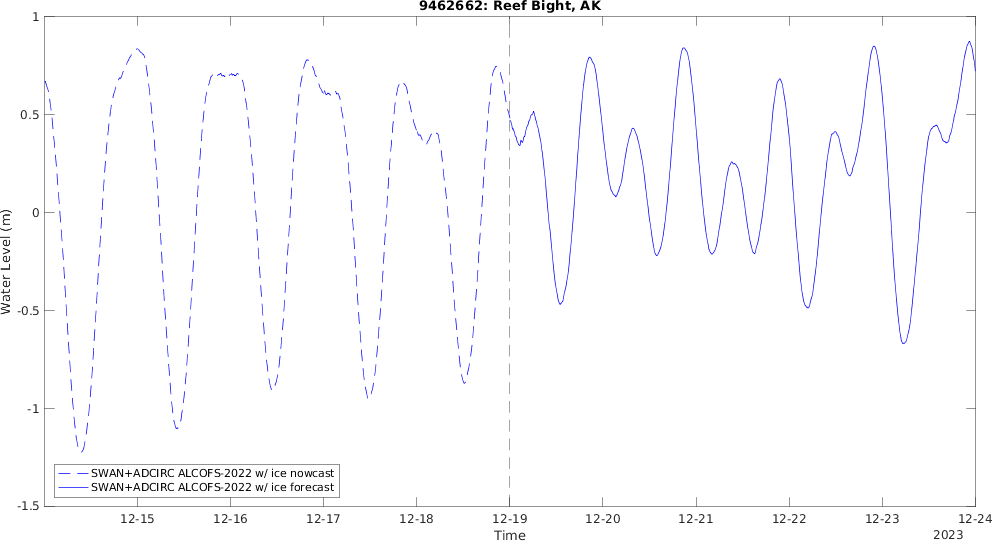 9462662: Reef Bight, AK
1
0.5
0
-0.5
-1
-1.5
Water Level (m)
SWAN+ADCIRC ALCOFS-2022 w/ ice nowcast
SWAN+ADCIRC ALCOFS-2022 w/ ice forecast
12-15 12-16 12-17 12-18 12-19 12-20 12-21 12-22 12-23 12-24
Time
2023